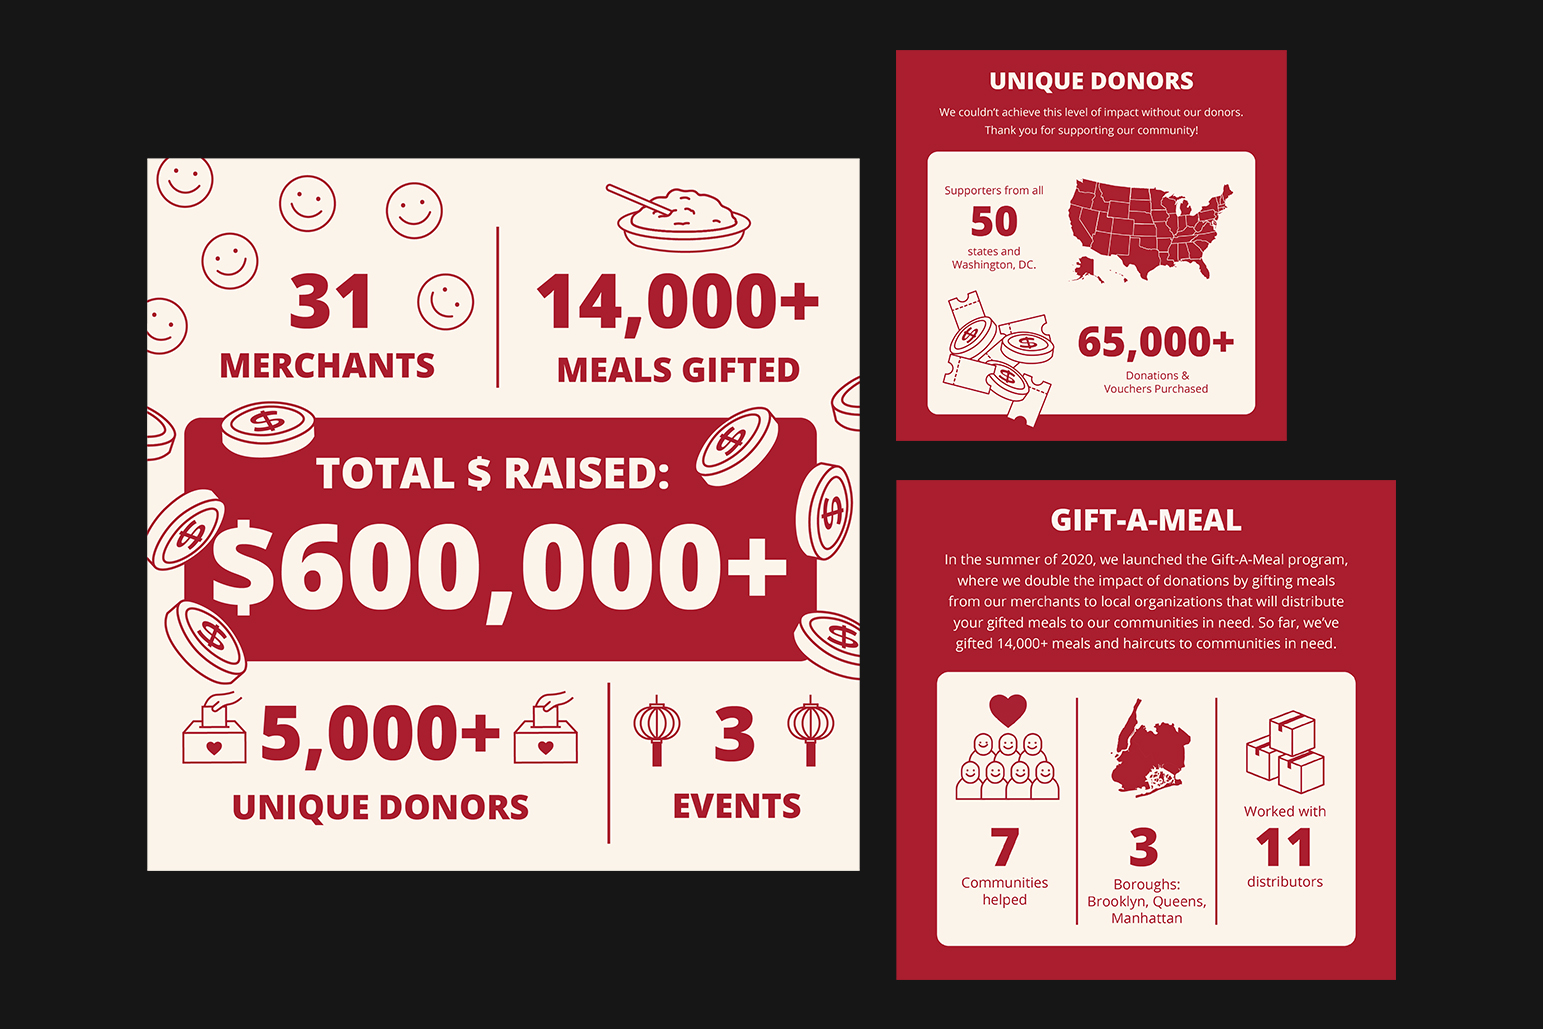 31
MERCHANTS
14,000+
MEALS GIFTED
TOTAL $ RAISED:
$600,000+
5,000+
UNIQUE DONORS
3
EVENTS
UNIQUE DONORS
We couldn't achieve this level of impact without our donors.
Thank you for supporting our community!
Supporters from all
50
states and
Washington, DC.
65,000+
Donations &
Vouchers Purchased
GIFT-A-MEAL
In the summer of 2020, we launched the Gift-A-Meal program,
where we double the impact of donations by gifting meals
from our merchants to local organizations that will distribute
your gifted meals to our communities in need. So far, we've
gifted 14,000+ meals and haircuts to communities in need.
7
Communities
helped
3
Boroughs:
Brooklyn, Queens,
Manhattan
Worked with
11
distributors